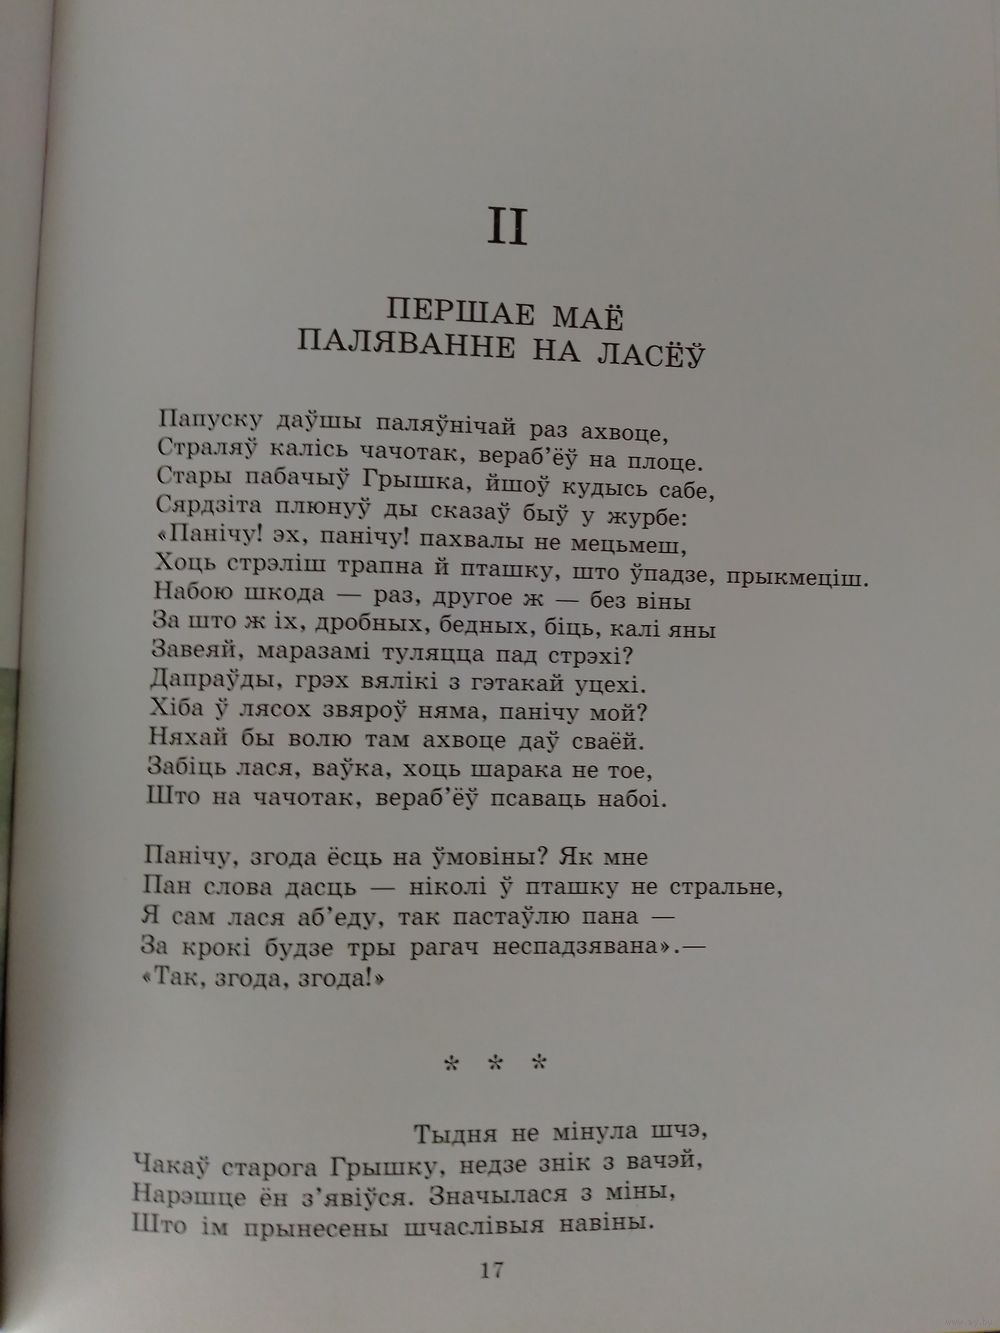 II
ПЕРШАЕ МАЁ
ПАЛЯВАННЕ НА ЛАСЁЎ
Папуску даўшы паляўнічай раз ахвоце,
Страляў калісь чачотак, вераб’ёў на плоце.
Стары пабачыў Грышка, йшоў кудысь сабе,
Сярдзіта плюнуў ды сказаў быў у журбе:
«Панічу! эх, панічу! пахвалы не мецьмеш,
Хоць стрэліш трапна й пташку, што ўпадзе, прыкмеціш.
Набою шкода — раз, другое ж — без віны
За што ж іх, дробных, бедных, біць, калі яны
Завеяй, маразамі туляцца пад стрэхі?
Дапраўды, грэх вялікі з гэтакай уцехі.
Хіба ў лясох звяроў няма, панічу мой?
Няхай бы волю там ахвоце даў сваёй.
Забіць лася, ваўка, хоць шарака не тое,
Што на чачотак, вераб’ёў псаваць набоі.
Панічу, згода ёсць на ўмовіны? Як мне
Пан слова дасць — ніколі ў пташку не стральне,
Я сам лася аб’еду, так пастаўлю пана —
За крокі будзе тры рагач неспадзявана».—
«Так, згода, згода!»
* * *
Тыдня не мінула шчэ,
Чакаў старога Грышку, недзе знік з вачэй,
Нарэшце ён з’явіўся. Значылася з міны,
Што ім прынесены шчаслівыя навіны.
17